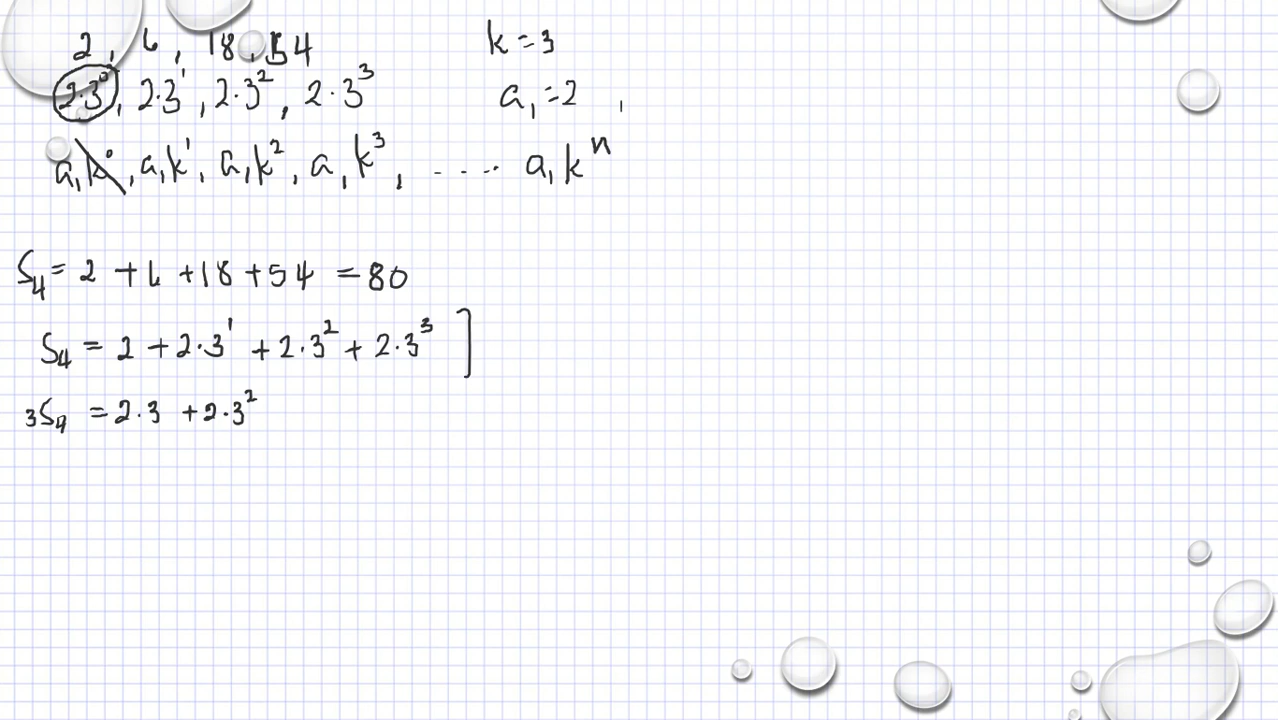 2, 6, 18, 54 k = 3
2·3⁰, 2·3¹, 2·3², 2·3³ a₁ = 2,
a₁k⁰, a₁k¹, a₁k², a₁k³, .... a₁kⁿ
S₄ = 2 + 6 + 18 + 54 = 80
S₄ = 2 + 2·3¹ + 2·3² + 2·3³ ]
3S₄ = 2·3 + 2·3²